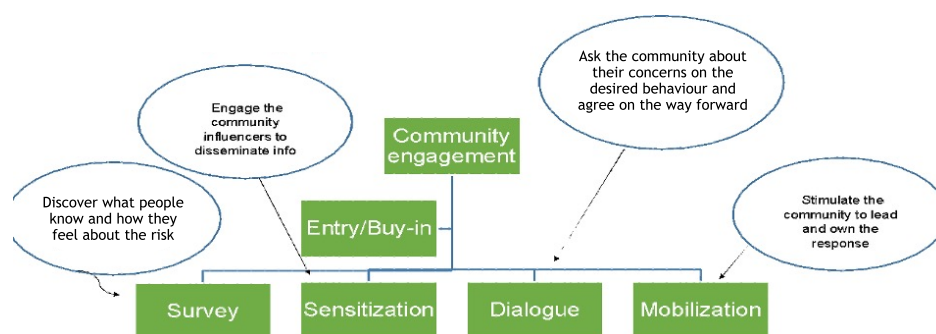 Ask the community about
their concerns on the
desired behaviour and
agree on the way forward
Engage the
community
influencers to
disseminate info
Community
engagement
Discover what people
know and how they
feel about the risk
Stimulate the
community to lead
and own the
response
Entry/Buy-in
Survey
Sensitization
Dialogue
Mobilization